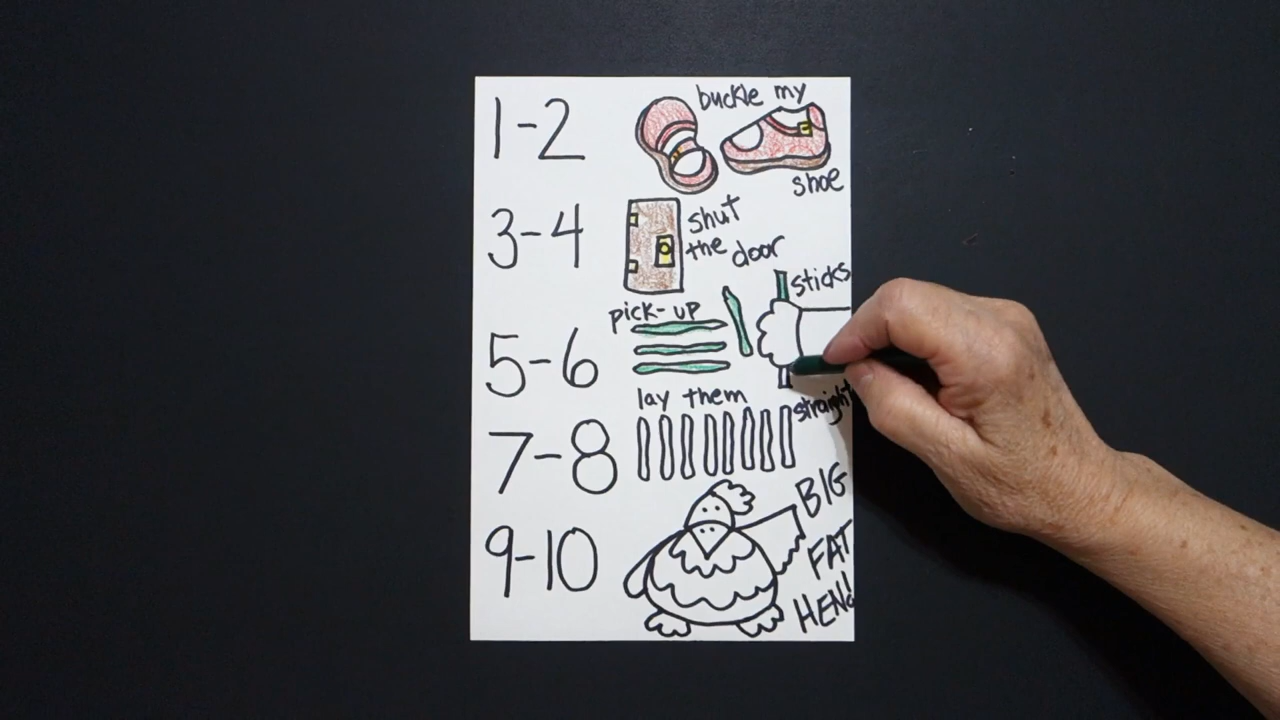 1-2
buckle my
shoe
3-4
shut
the door
5-6
pick-up
sticks
7-8
lay them
straight
9-10
BIG
FAT
HEN!